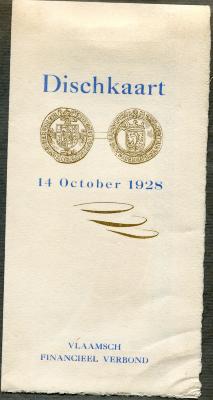 Dischkaart
14 October 1928
VLAAMSCH
FINANCIEEL VERBOND